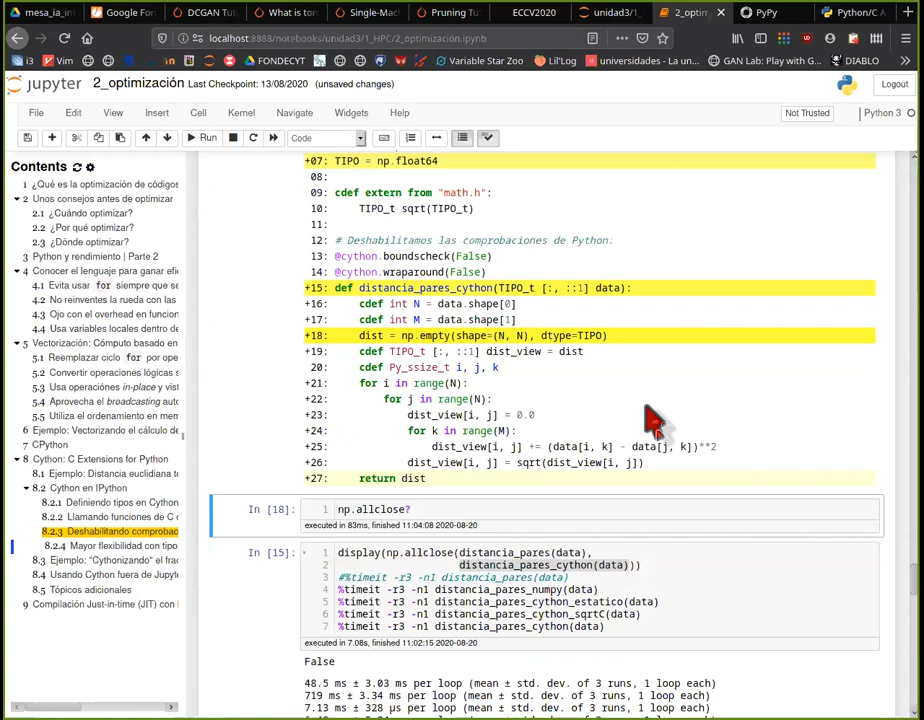 mesa_ia_in
Google Form
DCGAN Tut
What is torc
Single-Mach
Pruning Tut
ECCV2020
unidad3/1_
2_optim
PyPy
Python/C A
localhost:8888/notebooks/unidad3/1_HPC/2_optimización.ipynb
i3
Vim
FONDECYT
Variable Star Zoo
Lil'Log
universidades - La un...
GAN Lab: Play with G...
DIABLO
jupyter 2_optimización Last Checkpoint: 13/08/2020 (unsaved changes)
Logout
File Edit View Insert Cell Kernel Navigate Widgets Help
Not Trusted
Python 3
Run
Code
Contents
1 ¿Qué es la optimización de códigos
2 Unos consejos antes de optimizar
2.1 ¿Cuándo optimizar?
2.2 ¿Por qué optimizar?
2.3 ¿Dónde optimizar?
3 Python y rendimiento | Parte 2
4 Conocer el lenguaje para ganar efic
4.1 Evita usar for siempre que se
4.2 No reinventes la rueda con las
4.3 Ojo con el overhead en funcion
4.4 Usa variables locales dentro de
5 Vectorización: Cómputo basado en
5.1 Reemplazar ciclo for por ope
5.2 Convertir operaciones lógicas
5.3 Usa operaciónes in-place y vist
5.4 Aprovecha el broadcasting auto
5.5 Utiliza el ordenamiento en mem
6 Ejemplo: Vectorizando el cálculo de
7 CPython
8 Cython: C Extensions for Python
8.1 Ejemplo: Distancia euclidiana to
8.2 Cython en IPython
8.2.1 Definiendo tipos en Cython
8.2.2 Llamando funciones de C d
8.2.3 Deshabilitando comprobac
8.2.4 Mayor flexibilidad con tipos
8.3 Ejemplo: "Cythonizando" el frac
8.4 Usando Cython fuera de Jupyte
8.5 Tópicos adicionales
9 Compilación Just-in-time (JIT) con
+07: TIPO = np.float64
08:
09: cdef extern from "math.h":
10:     TIPO_t sqrt(TIPO_t)
11:
12: # Deshabilitamos las comprobaciones de Python:
13: @cython.boundscheck(False)
14: @cython.wraparound(False)
+15: def distancia_pares_cython(TIPO_t [:, ::1] data):
+16:     cdef int N = data.shape[0]
+17:     cdef int M = data.shape[1]
+18:     dist = np.empty(shape=(N, N), dtype=TIPO)
+19:     cdef TIPO_t [:, ::1] dist_view = dist
20:     cdef Py_ssize_t i, j, k
+21:     for i in range(N):
+22:         for j in range(N):
+23:             dist_view[i, j] = 0.0
+24:             for k in range(M):
+25:                 dist_view[i, j] += (data[i, k] - data[j, k])**2
+26:             dist_view[i, j] = sqrt(dist_view[i, j])
+27:     return dist
In [18]:
1 np.allclose?
executed in 83ms, finished 11:04:08 2020-08-20
In [15]:
1 display(np.allclose(distancia_pares(data),
2                     distancia_pares_cython(data)))
3 #%timeit -r3 -n1 distancia_pares(data)
4 %timeit -r3 -n1 distancia_pares_numpy(data)
5 %timeit -r3 -n1 distancia_pares_cython_estatico(data)
6 %timeit -r3 -n1 distancia_pares_cython_sqrtC(data)
7 %timeit -r3 -n1 distancia_pares_cython(data)
executed in 7.08s, finished 11:02:15 2020-08-20
False
48.5 ms ± 3.03 ms per loop (mean ± std. dev. of 3 runs, 1 loop each)
719 ms ± 3.34 ms per loop (mean ± std. dev. of 3 runs, 1 loop each)
7.13 ms ± 328 µs per loop (mean ± std. dev. of 3 runs, 1 loop each)